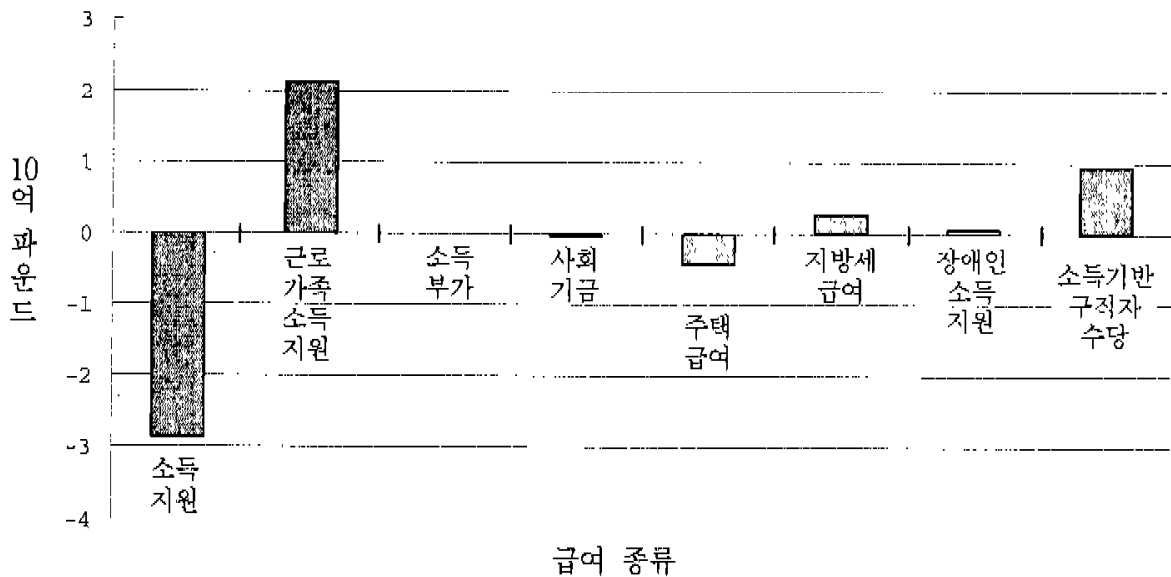 3
2
1
0
-1
-2
-3
-4
10
억
파
운
드
소득
지원
근로
가족
소득
지원
소득
부가
사회
기금
주택
급여
지방세
급여
장애인
소득
지원
소득기반
구직자
수당
급여 종류